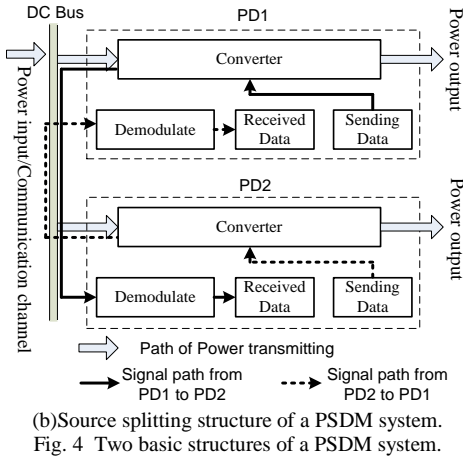 DC Bus
PD1
Converter
Power output
Demodulate
Received
Data
Sending
Data
Power input/Communication channel
PD2
Converter
Power output
Demodulate
Received
Data
Sending
Data
Path of Power transmitting
Signal path from
PD1 to PD2
Signal path from
PD2 to PD1
(b)Source splitting structure of a PSDM system.
Fig. 4 Two basic structures of a PSDM system.